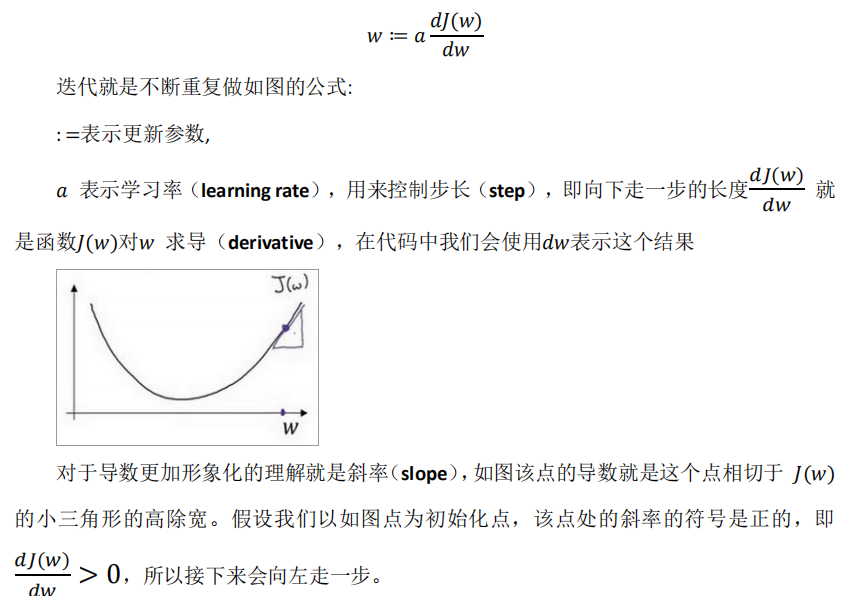 w ≔ a dJ(w)/dw
迭代就是不断重复做如图的公式:
:=表示更新参数,
a 表示学习率（learning rate），用来控制步长（step），即向下走一步的长度dJ(w)/dw 就
是函数J(w)对w 求导（derivative），在代码中我们会使用dw表示这个结果
J(w)
w
对于导数更加形象化的理解就是斜率（slope），如图该点的导数就是这个点相切于 J(w)
的小三角形的高除宽。假设我们以如图点为初始化点，该点处的斜率的符号是正的，即
dJ(w)/dw > 0，所以接下来会向左走一步。